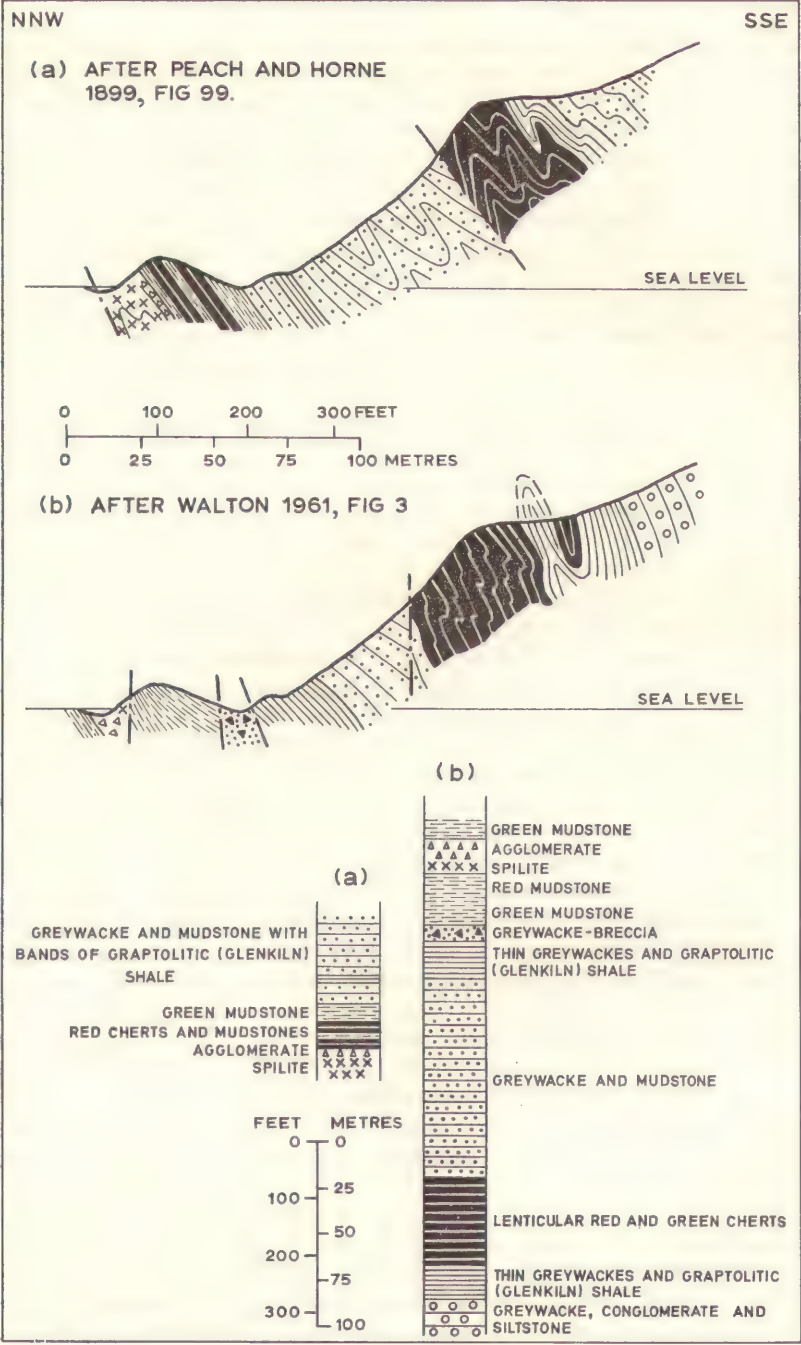 NNW
SSE
(a) AFTER PEACH AND HORNE
1899, FIG 99.
SEA LEVEL
0 100 200 300 FEET
0 25 50 75 100 METRES
(b) AFTER WALTON 1961, FIG 3
SEA LEVEL
(a)
GREYWACKE AND MUDSTONE WITH
BANDS OF GRAPTOLITIC (GLENKILN)
SHALE
GREEN MUDSTONE
RED CHERTS AND MUDSTONES
AGGLOMERATE
SPILITE
(b)
GREEN MUDSTONE
AGGLOMERATE
SPILITE
RED MUDSTONE
GREEN MUDSTONE
GREYWACKE-BRECCIA
THIN GREYWACKES AND GRAPTOLITIC
(GLENKILN) SHALE
GREYWACKE AND MUDSTONE
LENTICULAR RED AND GREEN CHERTS
THIN GREYWACKES AND GRAPTOLITIC
(GLENKILN) SHALE
GREYWACKE, CONGLOMERATE AND
SILTSTONE
FEET METRES
0 0
25
100
50
200
75
300
100